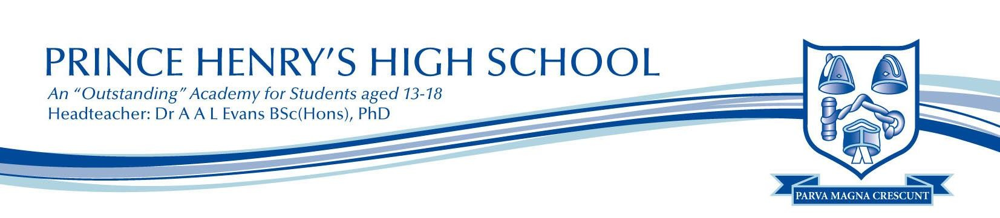 PRINCE HENRY’S HIGH SCHOOL
An “Outstanding” Academy for Students aged 13-18
Headteacher: Dr A A L Evans BSc(Hons), PhD
PARVA MAGNA CRESCUNT